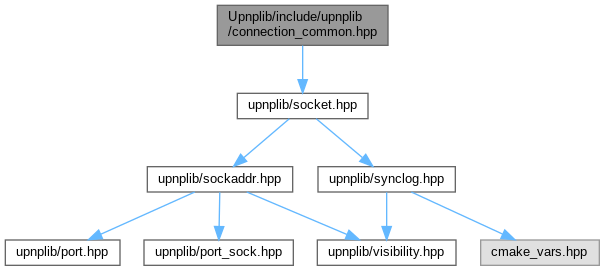 Upnplib/include/upnplib
/connection_common.hpp
upnplib/socket.hpp
upnplib/sockaddr.hpp
upnplib/synclog.hpp
upnplib/port.hpp
upnplib/port_sock.hpp
upnplib/visibility.hpp
cmake_vars.hpp